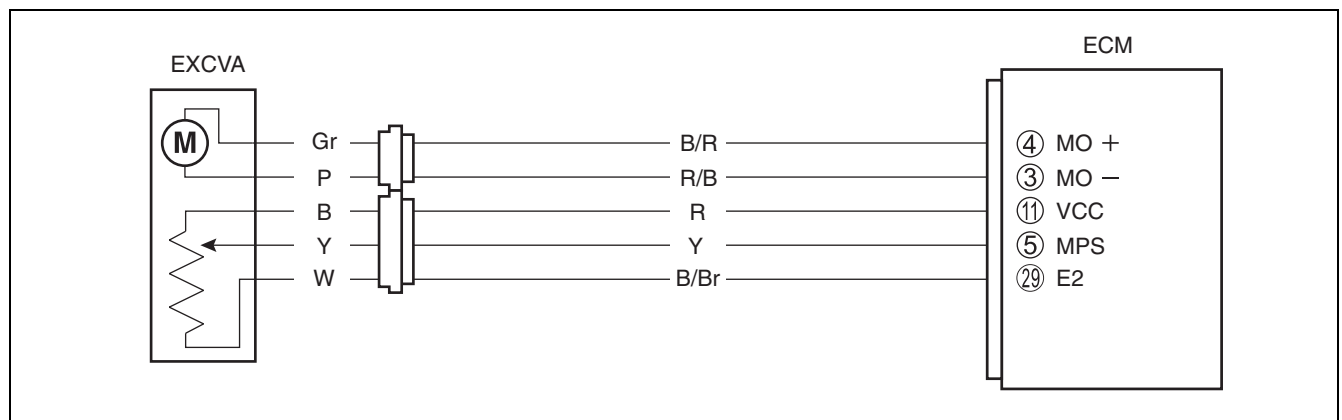 ECM
EXCVA
M
Gr B/R ④ MO +
P R/B ③ MO −
B R ⑪ VCC
Y Y ⑤ MPS
W B/Br ㉙ E2